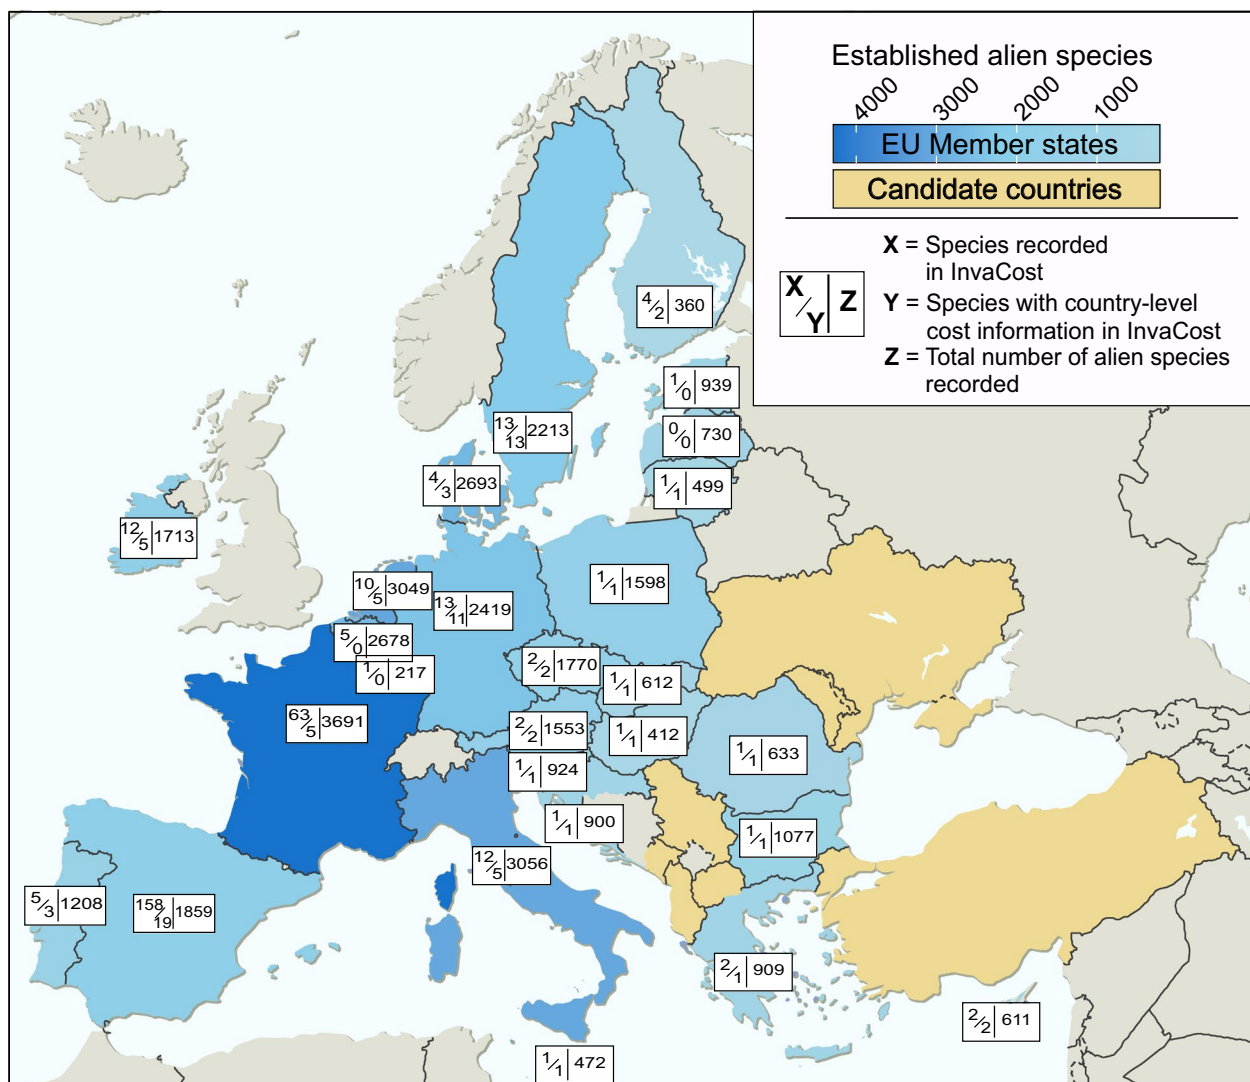 Established alien species
4000 3000 2000 1000
EU Member states
Candidate countries
X = Species recorded
in InvaCost
X/Y | Z
Y = Species with country-level
cost information in InvaCost
Z = Total number of alien species
recorded
4/2 | 360
1/0 | 939
0/0 | 730
13/13 | 2213
4/3 | 2693
1/1 | 499
12/5 | 1713
10/5 | 3049
13/11 | 2419
1/1 | 1598
5/0 | 2678
1/0 | 217
2/2 | 1770
1/1 | 612
63/5 | 3691
2/2 | 1553
1/1 | 412
1/1 | 633
1/1 | 924
1/1 | 900
1/1 | 1077
12/5 | 3056
5/3 | 1208
158/19 | 1859
2/1 | 909
2/2 | 611
1/1 | 472